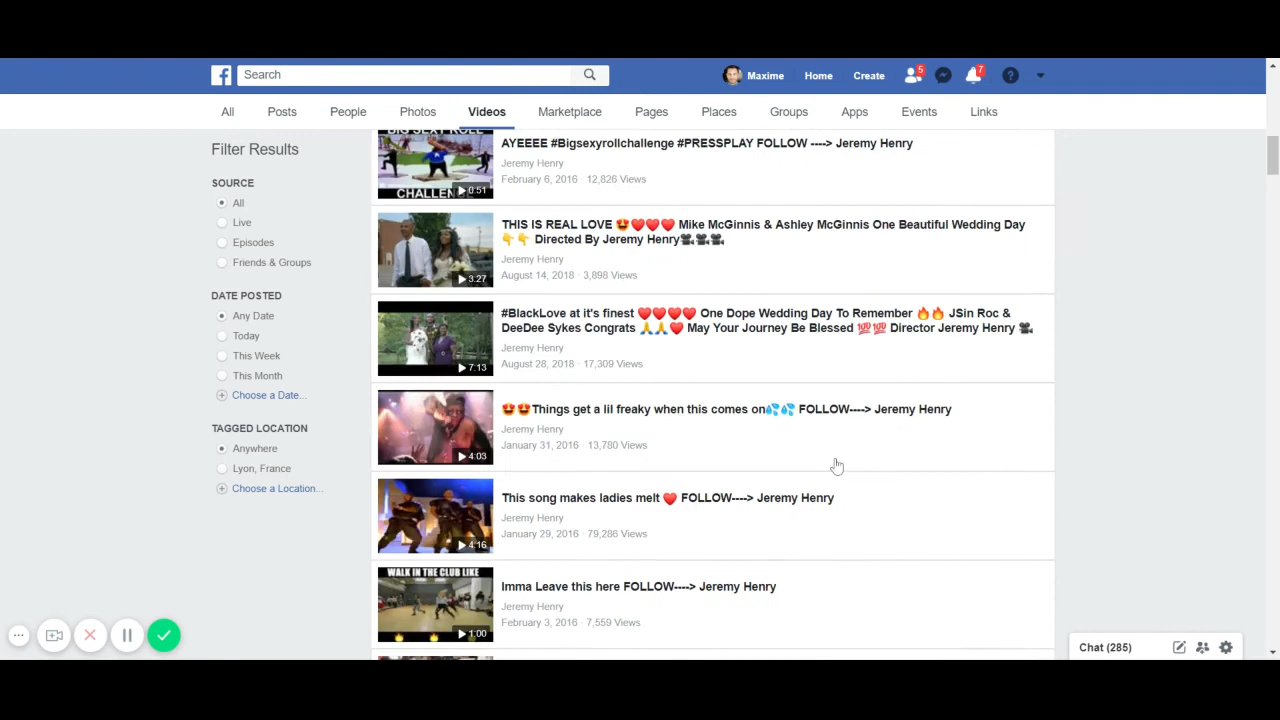 Search
Maxime
Home
Create
5
7
All
Posts
People
Photos
Videos
Marketplace
Pages
Places
Groups
Apps
Events
Links
Filter Results
SOURCE
All
Live
Episodes
Friends & Groups
DATE POSTED
Any Date
Today
This Week
This Month
Choose a Date...
TAGGED LOCATION
Anywhere
Lyon, France
Choose a Location...
BIG SEXY ROLL
CHALLENGE
0:51
AYEEEE #Bigsexyrollchallenge #PRESSPLAY FOLLOW ----> Jeremy Henry
Jeremy Henry
February 6, 2016 · 12,826 Views
3:27
THIS IS REAL LOVE 😍❤️❤️❤️ Mike McGinnis & Ashley McGinnis One Beautiful Wedding Day
👇👇 Directed By Jeremy Henry🎥🎥🎥
Jeremy Henry
August 14, 2018 · 3,898 Views
7:13
#BlackLove at it's finest ❤️❤️❤️❤️ One Dope Wedding Day To Remember 🔥🔥 JSin Roc &
DeeDee Sykes Congrats 🙏🙏❤️ May Your Journey Be Blessed 💯💯 Director Jeremy Henry 🎥
Jeremy Henry
August 28, 2018 · 17,309 Views
4:03
😍😍Things get a lil freaky when this comes on💦💦 FOLLOW----> Jeremy Henry
Jeremy Henry
January 31, 2016 · 13,780 Views
4:16
This song makes ladies melt ❤️ FOLLOW----> Jeremy Henry
Jeremy Henry
January 29, 2016 · 79,286 Views
WALK IN THE CLUB LIKE
1:00
Imma Leave this here FOLLOW----> Jeremy Henry
Jeremy Henry
February 3, 2016 · 7,559 Views
Chat (285)